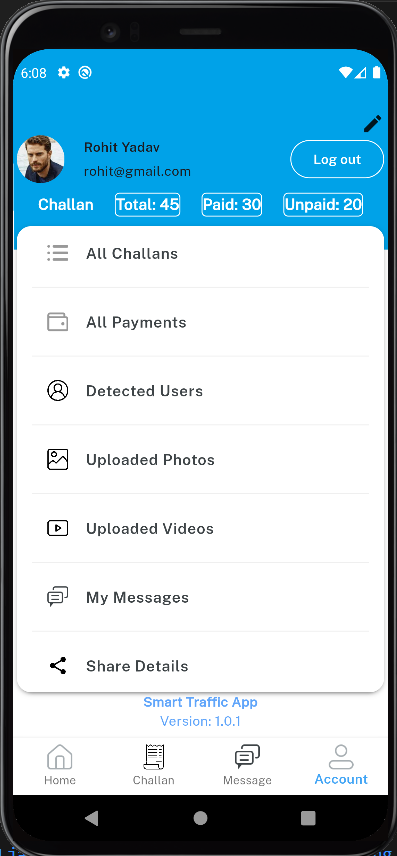 6:08
Rohit Yadav
rohit@gmail.com
Log out
Challan Total: 45 Paid: 30 Unpaid: 20
All Challans
All Payments
Detected Users
Uploaded Photos
Uploaded Videos
My Messages
Share Details
Smart Traffic App
Version: 1.0.1
Home Challan Message Account